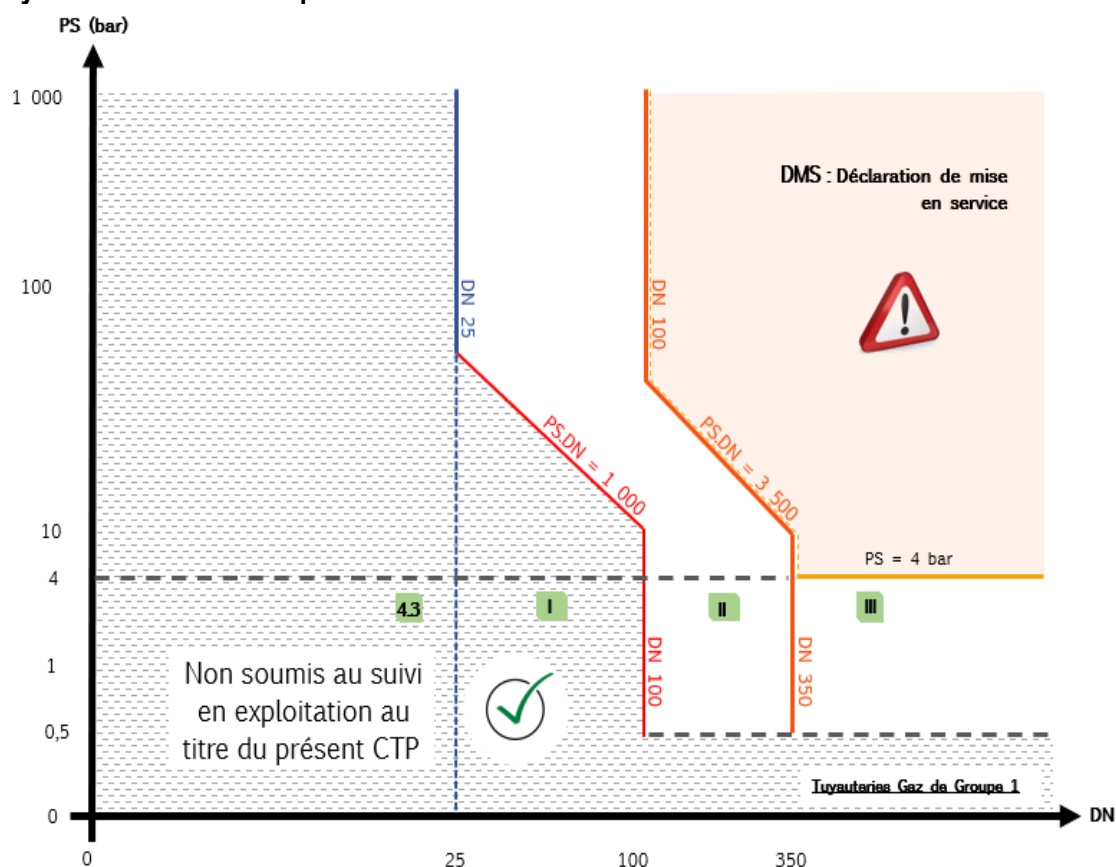 PS (bar)
1 000
DMS : Déclaration de mise
en service
100
DN 25
DN 100
PS.DN = 1 000
PS.DN = 3 500
10
PS = 4 bar
4
4.3
I
II
III
1
DN 100
DN 350
Non soumis au suivi
en exploitation au
titre du présent CTP
0,5
Tuyauteries Gaz de Groupe 1
0
DN
0
25
100
350